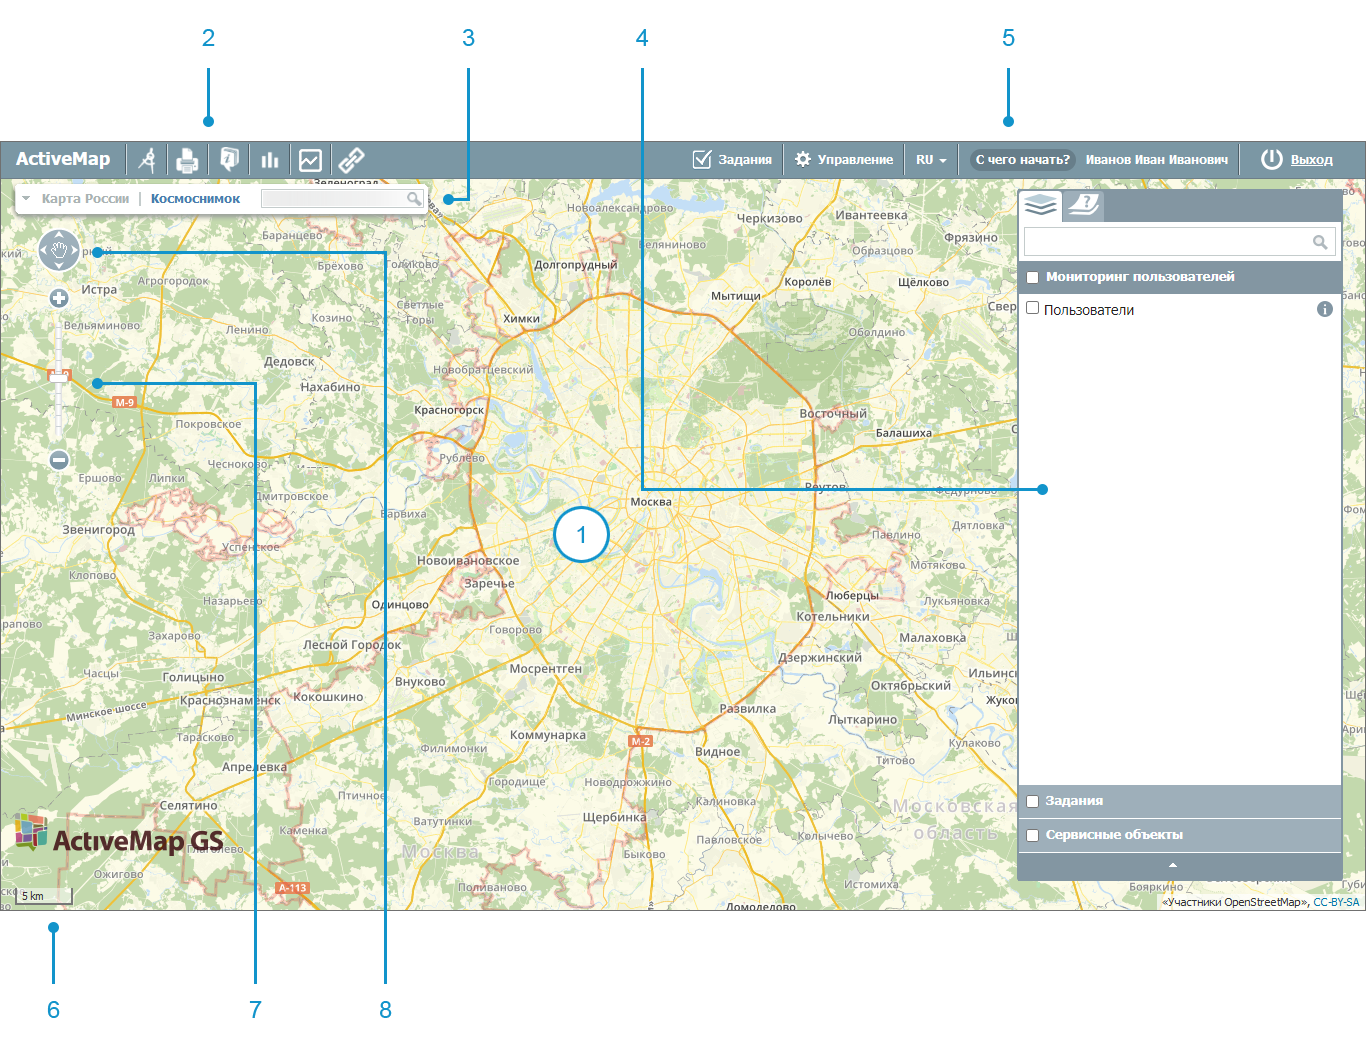 2 3 4 5
ActiveMap
Задания Управление RU С чего начать? Иванов Иван Иванович Выход
Карта России | Космоснимок
Зеленоград
Новоалександрово
Черкизово
Ивантеевка
Баранцево
Беляниново
Фрязино
Образцово
Брёхово
Долгопрудный
Агрогородок
Истра
Мытищи
Королёв
Щёлково
Светлые
Горы
Козино
Химки
Вельяминово
Ленино
Оболдино
Дедовск
Новобратцевский
Нахабино
М-9
Красногорск
Восточный
Покровское
Балашиха
Рублёво
Чесноково
Ершово
Липки
Реутов
Дмитровское
Москва
Звенигород
Дятловка
Павлино
1
Успенское
Новоивановское
Мотяково
Клопово
Заречье
Назарьево
Одинцово
Люберцы
Лукьяновка
Котельники
Захарово
Говорово
Малаховка
Лесной Городок
Дзержинский
Мосрентген
Часцы
Голицыно
Внуково
Октябрьский
Краснознаменск
Кокошкино
Минское шоссе
Развилка
Лыткарино
Тарасково
Коммунарка
М-2
Филимонки
Видное
Кулаково
Титово
Апрелевка
Городище
Новодрожжино
Птичное
Калиновка
Селятино
Щербинка
Московская
область
Ватутинки
Каменка
Павловское
Колычево
Москва
Быково
Ожигово
А-113
Поливаново
Истомиха
Домодедово
Бояркино
Мониторинг пользователей
Пользователи
Задания
Сервисные объекты
ActiveMap GS
5 km
«Участники OpenStreetMap», CC-BY-SA
6 7 8